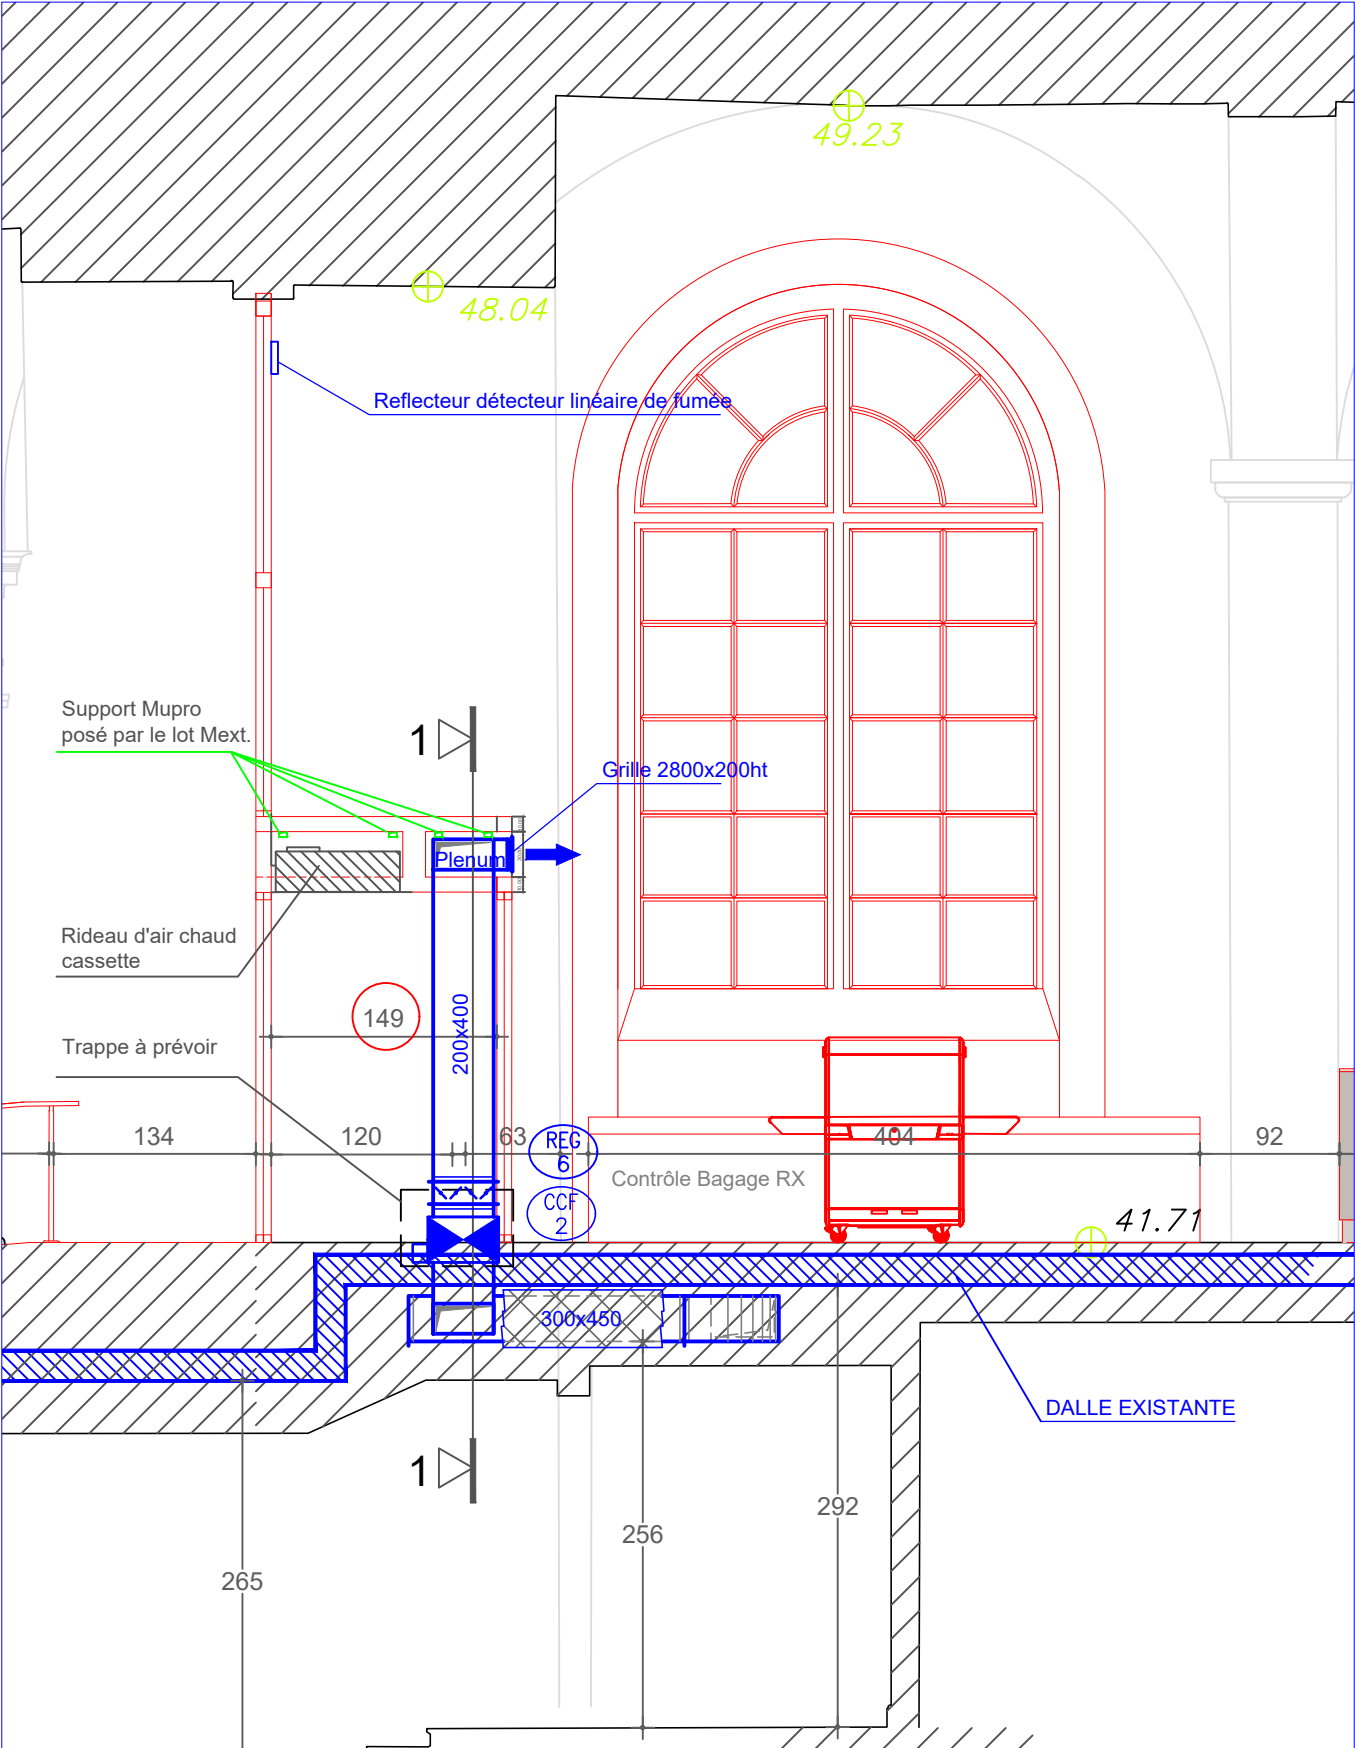 49.23
48.04
Reflecteur détecteur linéaire de fumée
Support Mupro
posé par le lot Mext.
1
Grille 2800x200ht
Plenum
Rideau d'air chaud
cassette
149
200x400
Trappe à prévoir
134
120
63
REG
6
404
92
Contrôle Bagage RX
CCF
2
41.71
300x450
DALLE EXISTANTE
1
256
292
265